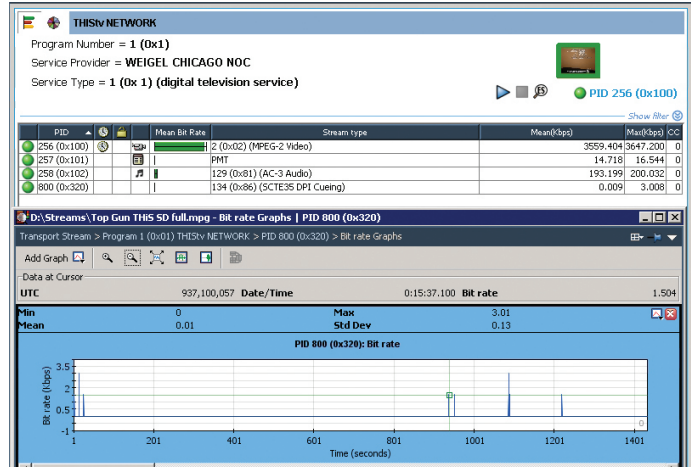 THIStv NETWORK
Program Number = 1 (0x1)
Service Provider = WEIGEL CHICAGO NOC
Service Type = 1 (0x 1) (digital television service)
PID 256 (0x100)
Show filter
PID Mean Bit Rate Stream type Mean(Kbps) Max(Kbps) CC
256 (0x100) 2 (0x02) (MPEG-2 Video) 3559.404 3647.200 0
257 (0x101) PMT 14.718 16.544 0
258 (0x102) 129 (0x81) (AC-3 Audio) 193.199 200.032 0
800 (0x320) 134 (0x86) (SCTE35 DPI Cueing) 0.009 3.008 0
D:\Streams\Top Gun THiS SD full.mpg - Bit rate Graphs | PID 800 (0x320)
Transport Stream > Program 1 (0x01) THIStv NETWORK > PID 800 (0x320) > Bit rate Graphs
Add Graph
Data at Cursor
UTC 937,100,057 Date/Time 0:15:37.100 Bit rate 1.504
Min 0 Max 3.01
Mean 0.01 Std Dev 0.13
PID 800 (0x320): Bit rate
Bit rate (kbps)
3.5
2
0.5
-1
0
1 201 401 601 801 1001 1201 1401
Time (seconds)